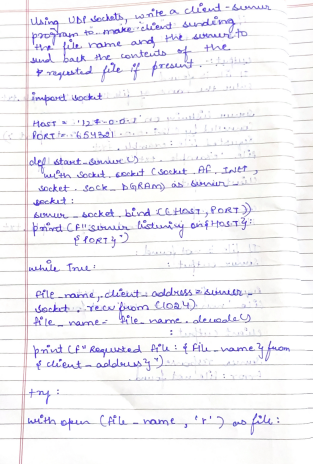 Using UDP sockets, write a client-server
program to make client sending
the file name and the server to
send back the contents of the
requested file if present.
import socket
HOST = '127.0.0.1'
PORT = 654321
def start_server()
with socket.socket (socket.AF_INET,
socket.SOCK_DGRAM) as server
socket:
server_socket.bind ((HOST, PORT))
print (f"server listening on {HOST}:
{PORT}")
while True:
file_name, client_address = server_
socket.recvfrom (1024)
file_name = file_name.decode()
print (f"Requested file: {file_name} from
{client_address}")
try:
with open (file_name, 'r') as file: